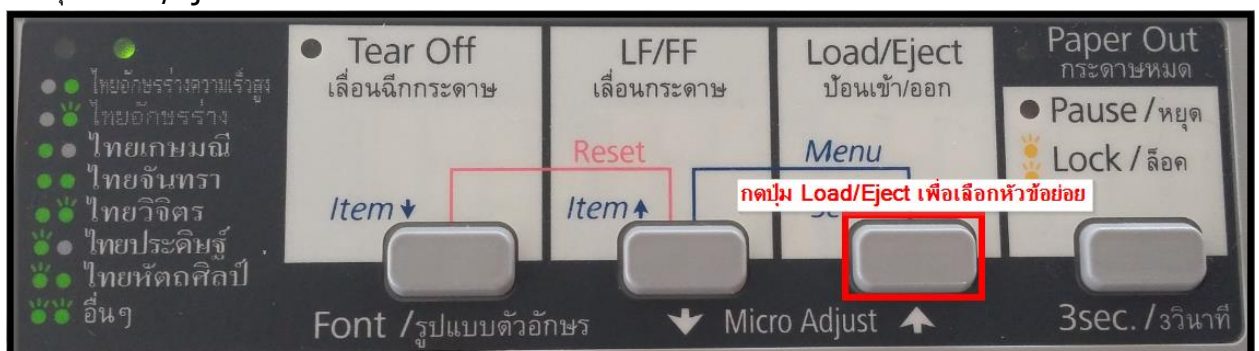 Tear Off
เลื่อนฉีกกระดาษ
LF/FF
เลื่อนกระดาษ
Load/Eject
ป้อนเข้า/ออก
Paper Out
กระดาษหมด
ไทยอักษรร่างความเร็วสูง
ไทยอักษรร่าง
ไทยเกษมณี
ไทยจันทรา
ไทยวิจิตร
ไทยประดิษฐ์
ไทยหัตถศิลป์
อื่นๆ
Pause/หยุด
Lock/ล็อค
Reset
Menu
กดปุ่ม Load/Eject เพื่อเลือกหัวข้อย่อย
Item
Item
Font /รูปแบบตัวอักษร
Micro Adjust
3sec./3วินาที